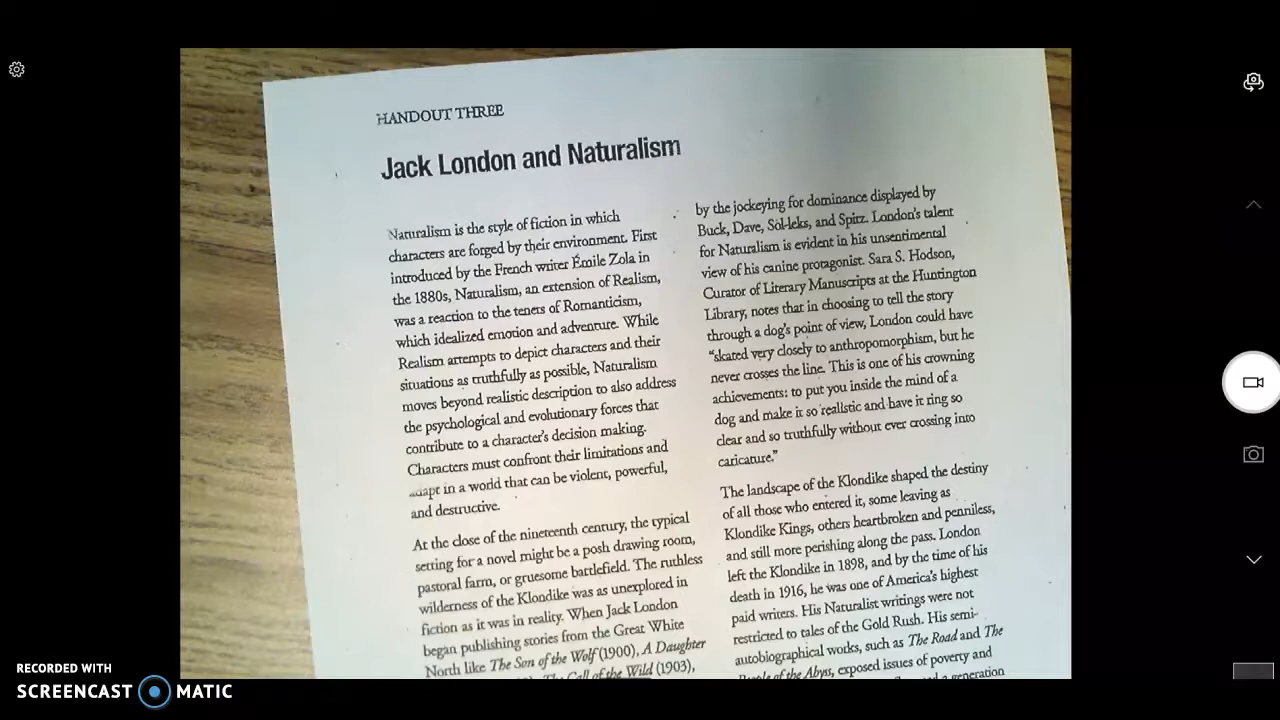 HANDOUT THREE
Jack London and Naturalism
Naturalism is the style of fiction in which
characters are forged by their environment. First
introduced by the French writer Émile Zola in
the 1880s, Naturalism, an extension of Realism,
was a reaction to the tenets of Romanticism,
which idealized emotion and adventure. While
Realism attempts to depict characters and their
situations as truthfully as possible, Naturalism
moves beyond realistic description to also address
the psychological and evolutionary forces that
contribute to a character's decision making.
Characters must confront their limitations and
adapt in a world that can be violent, powerful,
and destructive.
At the close of the nineteenth century, the typical
setting for a novel might be a posh drawing room,
pastoral farm, or gruesome battlefield. The ruthless
wilderness of the Klondike was as unexplored in
fiction as it was in reality. When Jack London
began publishing stories from the Great White
North like The Son of the Wolf (1900), A Daughter
The Call of the Wild (1903),
by the jockeying for dominance displayed by
Buck, Dave, Sol-leks, and Spitz. London's talent
for Naturalism is evident in his unsentimental
view of his canine protagonist. Sara S. Hodson,
Curator of Literary Manuscripts at the Huntington
Library, notes that in choosing to tell the story
through a dog's point of view, London could have
"skated very closely to anthropomorphism, but he
never crosses the line. This is one of his crowning
achievements: to put you inside the mind of a
dog and make it so realistic and have it ring so
clear and so truthfully without ever crossing into
caricature."
The landscape of the Klondike shaped the destiny
of all those who entered it, some leaving as
Klondike Kings, others heartbroken and penniless,
and still more perishing along the pass. London
left the Klondike in 1898, and by the time of his
death in 1916, he was one of America's highest
paid writers. His Naturalist writings were not
restricted to tales of the Gold Rush. His semi-
autobiographical works, such as The Road and The
People of the Abyss, exposed issues of poverty and
a generation
RECORDED WITH
SCREENCAST MATIC